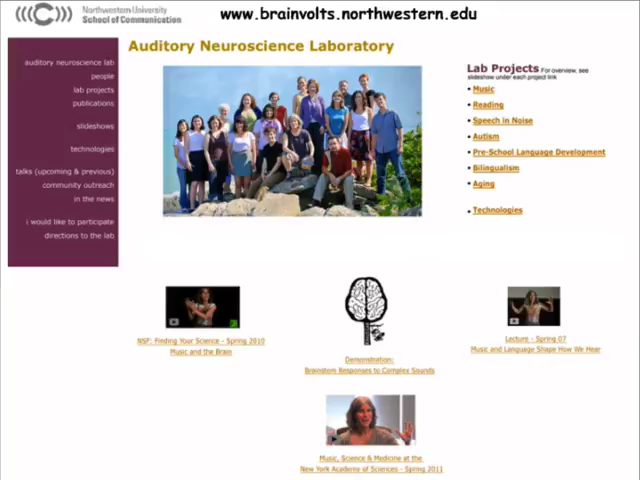 Northwestern University
School of Communication
www.brainvolts.northwestern.edu
Auditory Neuroscience Laboratory
auditory neuroscience lab
people
lab projects
publications
slideshows
technologies
talks (upcoming & previous)
community outreach
in the news
i would like to participate
directions to the lab
Lab Projects For overview, see
slideshow under each project link
• Music
• Reading
• Speech in Noise
• Autism
• Pre-School Language Development
• Bilingualism
• Aging
• Technologies
NSF: Finding Your Science - Spring 2010
Music and the Brain
Demonstration:
Brainstem Responses to Complex Sounds
Lecture - Spring 07
Music and Language Shape How We Hear
Music, Science & Medicine at the
New York Academy of Sciences - Spring 2011